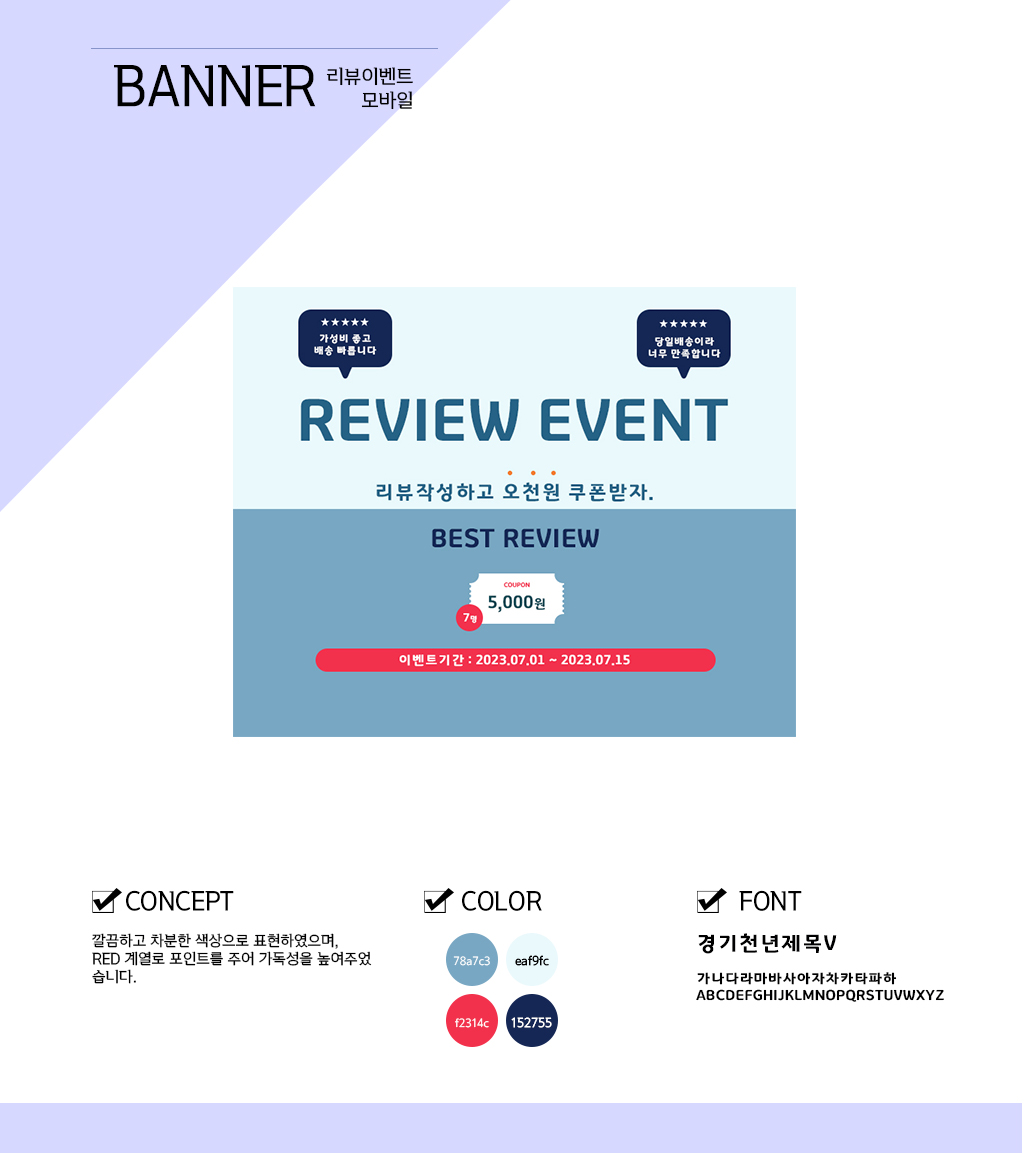 BANNER 리뷰이벤트
모바일
★★★★★
가성비 좋고
배송 빠릅니다
★★★★★
당일배송이라
너무 만족합니다
REVIEW EVENT
리뷰작성하고 오천원 쿠폰받자.
BEST REVIEW
COUPON
5,000원
7명
이벤트기간 : 2023.07.01 ~ 2023.07.15
CONCEPT
깔끔하고 차분한 색상으로 표현하였으며,
RED 계열로 포인트를 주어 가독성을 높여주었
습니다.
COLOR
78a7c3
eaf9fc
f2314c
152755
FONT
경기천년제목V
가나다라마바사아자차카타파하
ABCDEFGHIJKLMNOPQRSTUVWXYZ